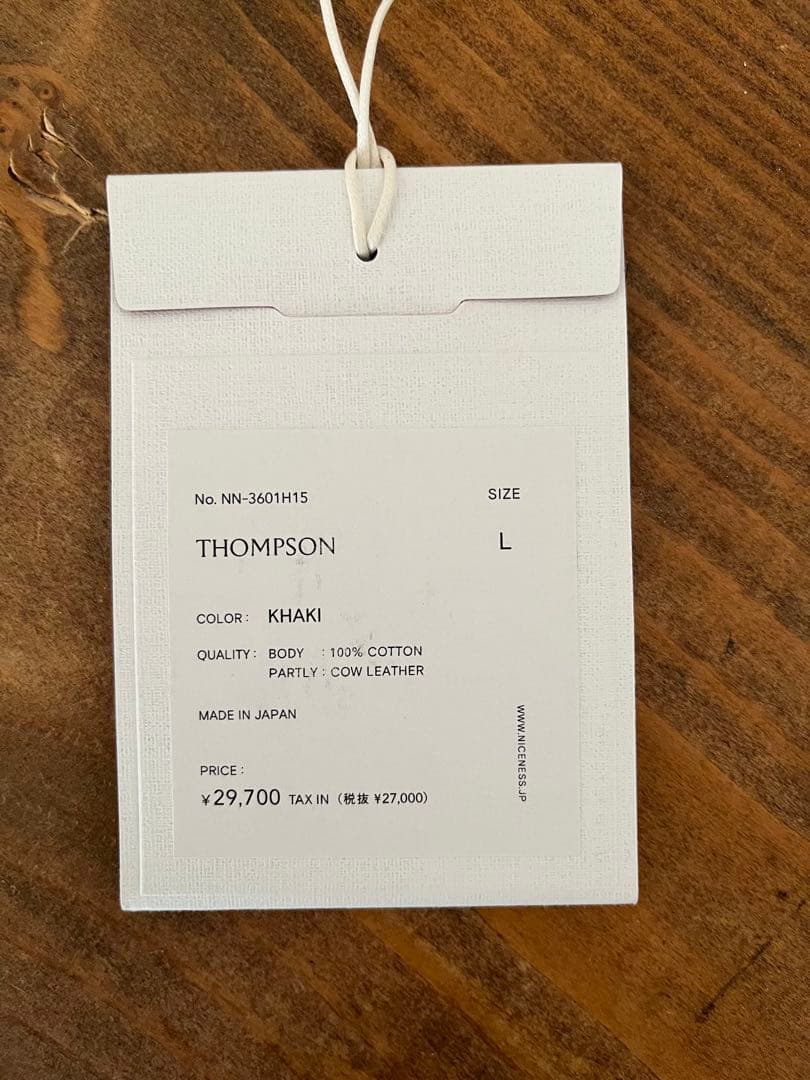 No. NN-3601H15
SIZE
THOMPSON
L
COLOR : KHAKI
QUALITY : BODY : 100% COTTON
PARTLY : COW LEATHER
MADE IN JAPAN
PRICE :
¥29,700 TAX IN (税抜 ¥27,000)
WWW.NICENESS.JP